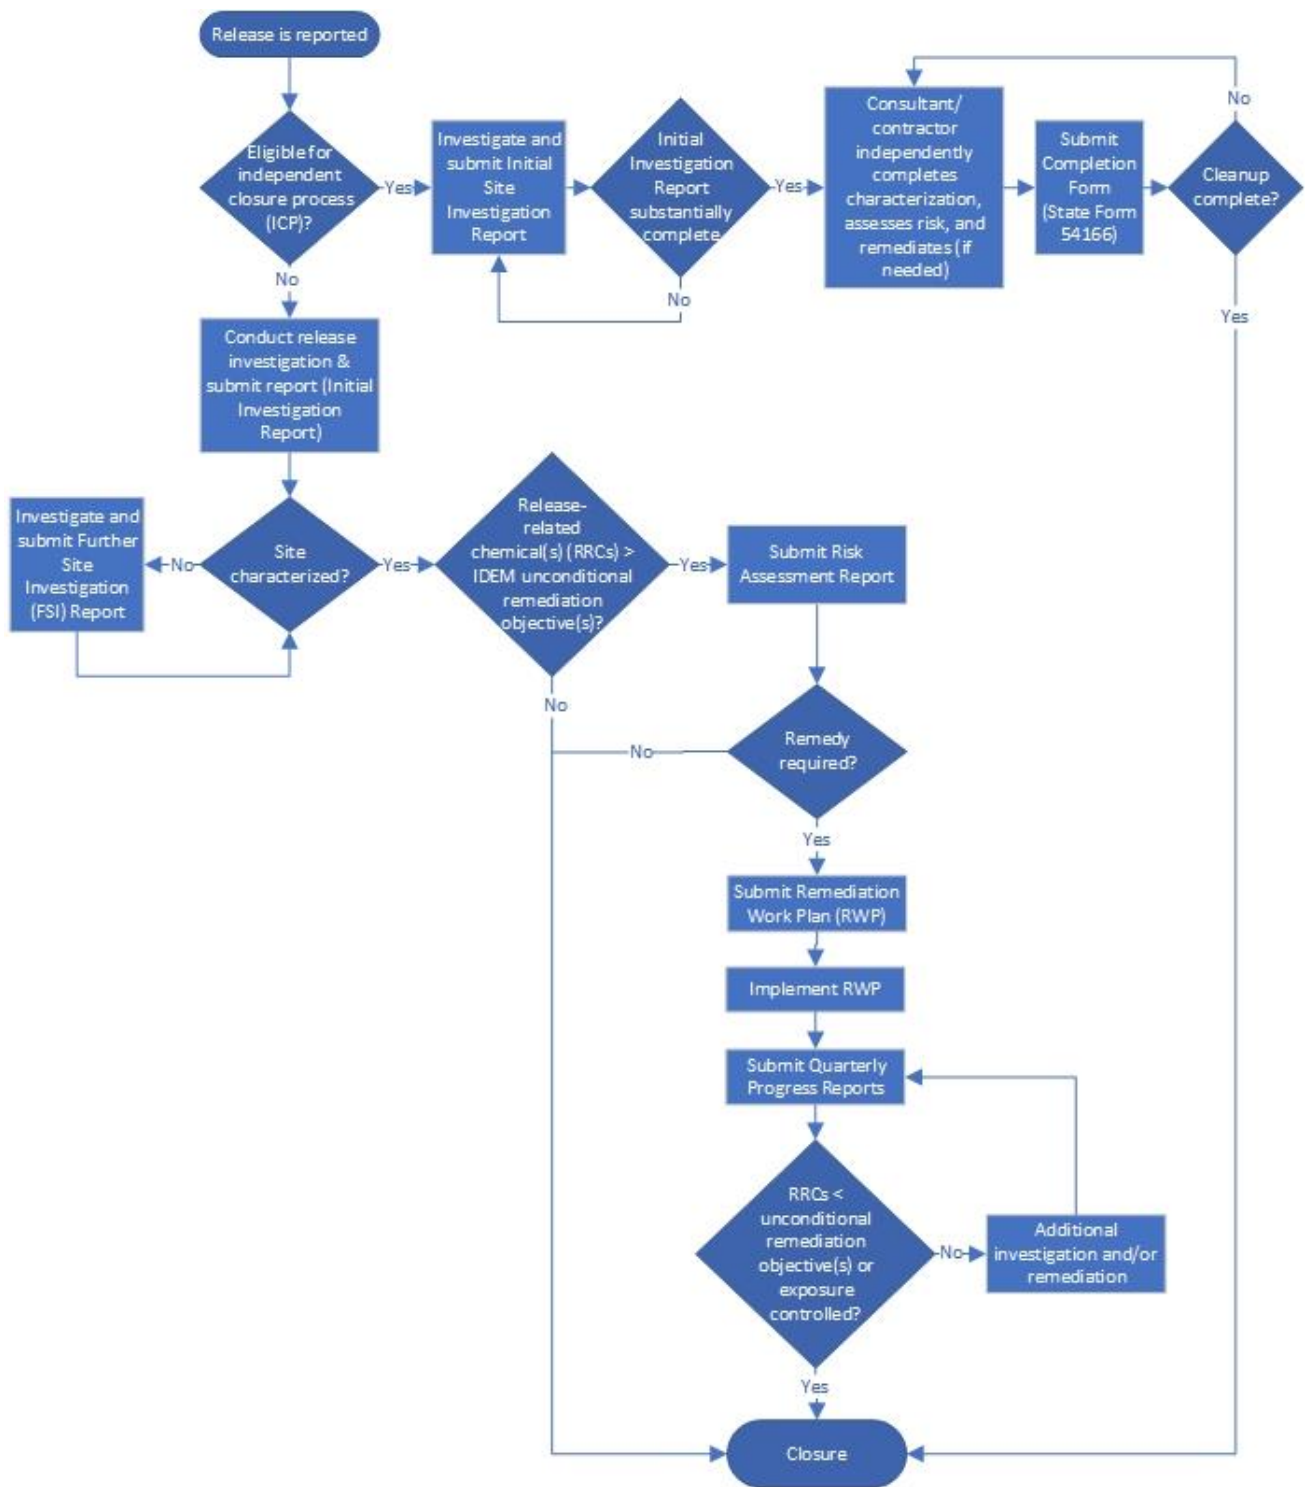 Release is reported
Eligible for
independent
closure process
(ICP)?
Yes
Investigate and
submit Initial
Site
Investigation
Report
Initial
Investigation
Report
substantially
complete
No
Yes
Consultant/
contractor
independently
completes
characterization,
assesses risk, and
remediates (if
needed)
Submit
Completion
Form
(State Form
54166)
Cleanup
complete?
No
Yes
No
Conduct release
investigation &
submit report (Initial
Investigation
Report)
Site
characterized?
No
Investigate and
submit Further
Site
Investigation
(FSI) Report
Yes
Release-
related
chemical(s) (RRCs) >
IDEM unconditional
remediation
objective(s)?
Yes
Submit Risk
Assessment Report
No
Remedy
required?
No
Yes
Submit Remediation
Work Plan (RWP)
Implement RWP
Submit Quarterly
Progress Reports
RRCs <
unconditional
remediation
objective(s) or
exposure
controlled?
No
Additional
investigation and/or
remediation
Yes
Closure